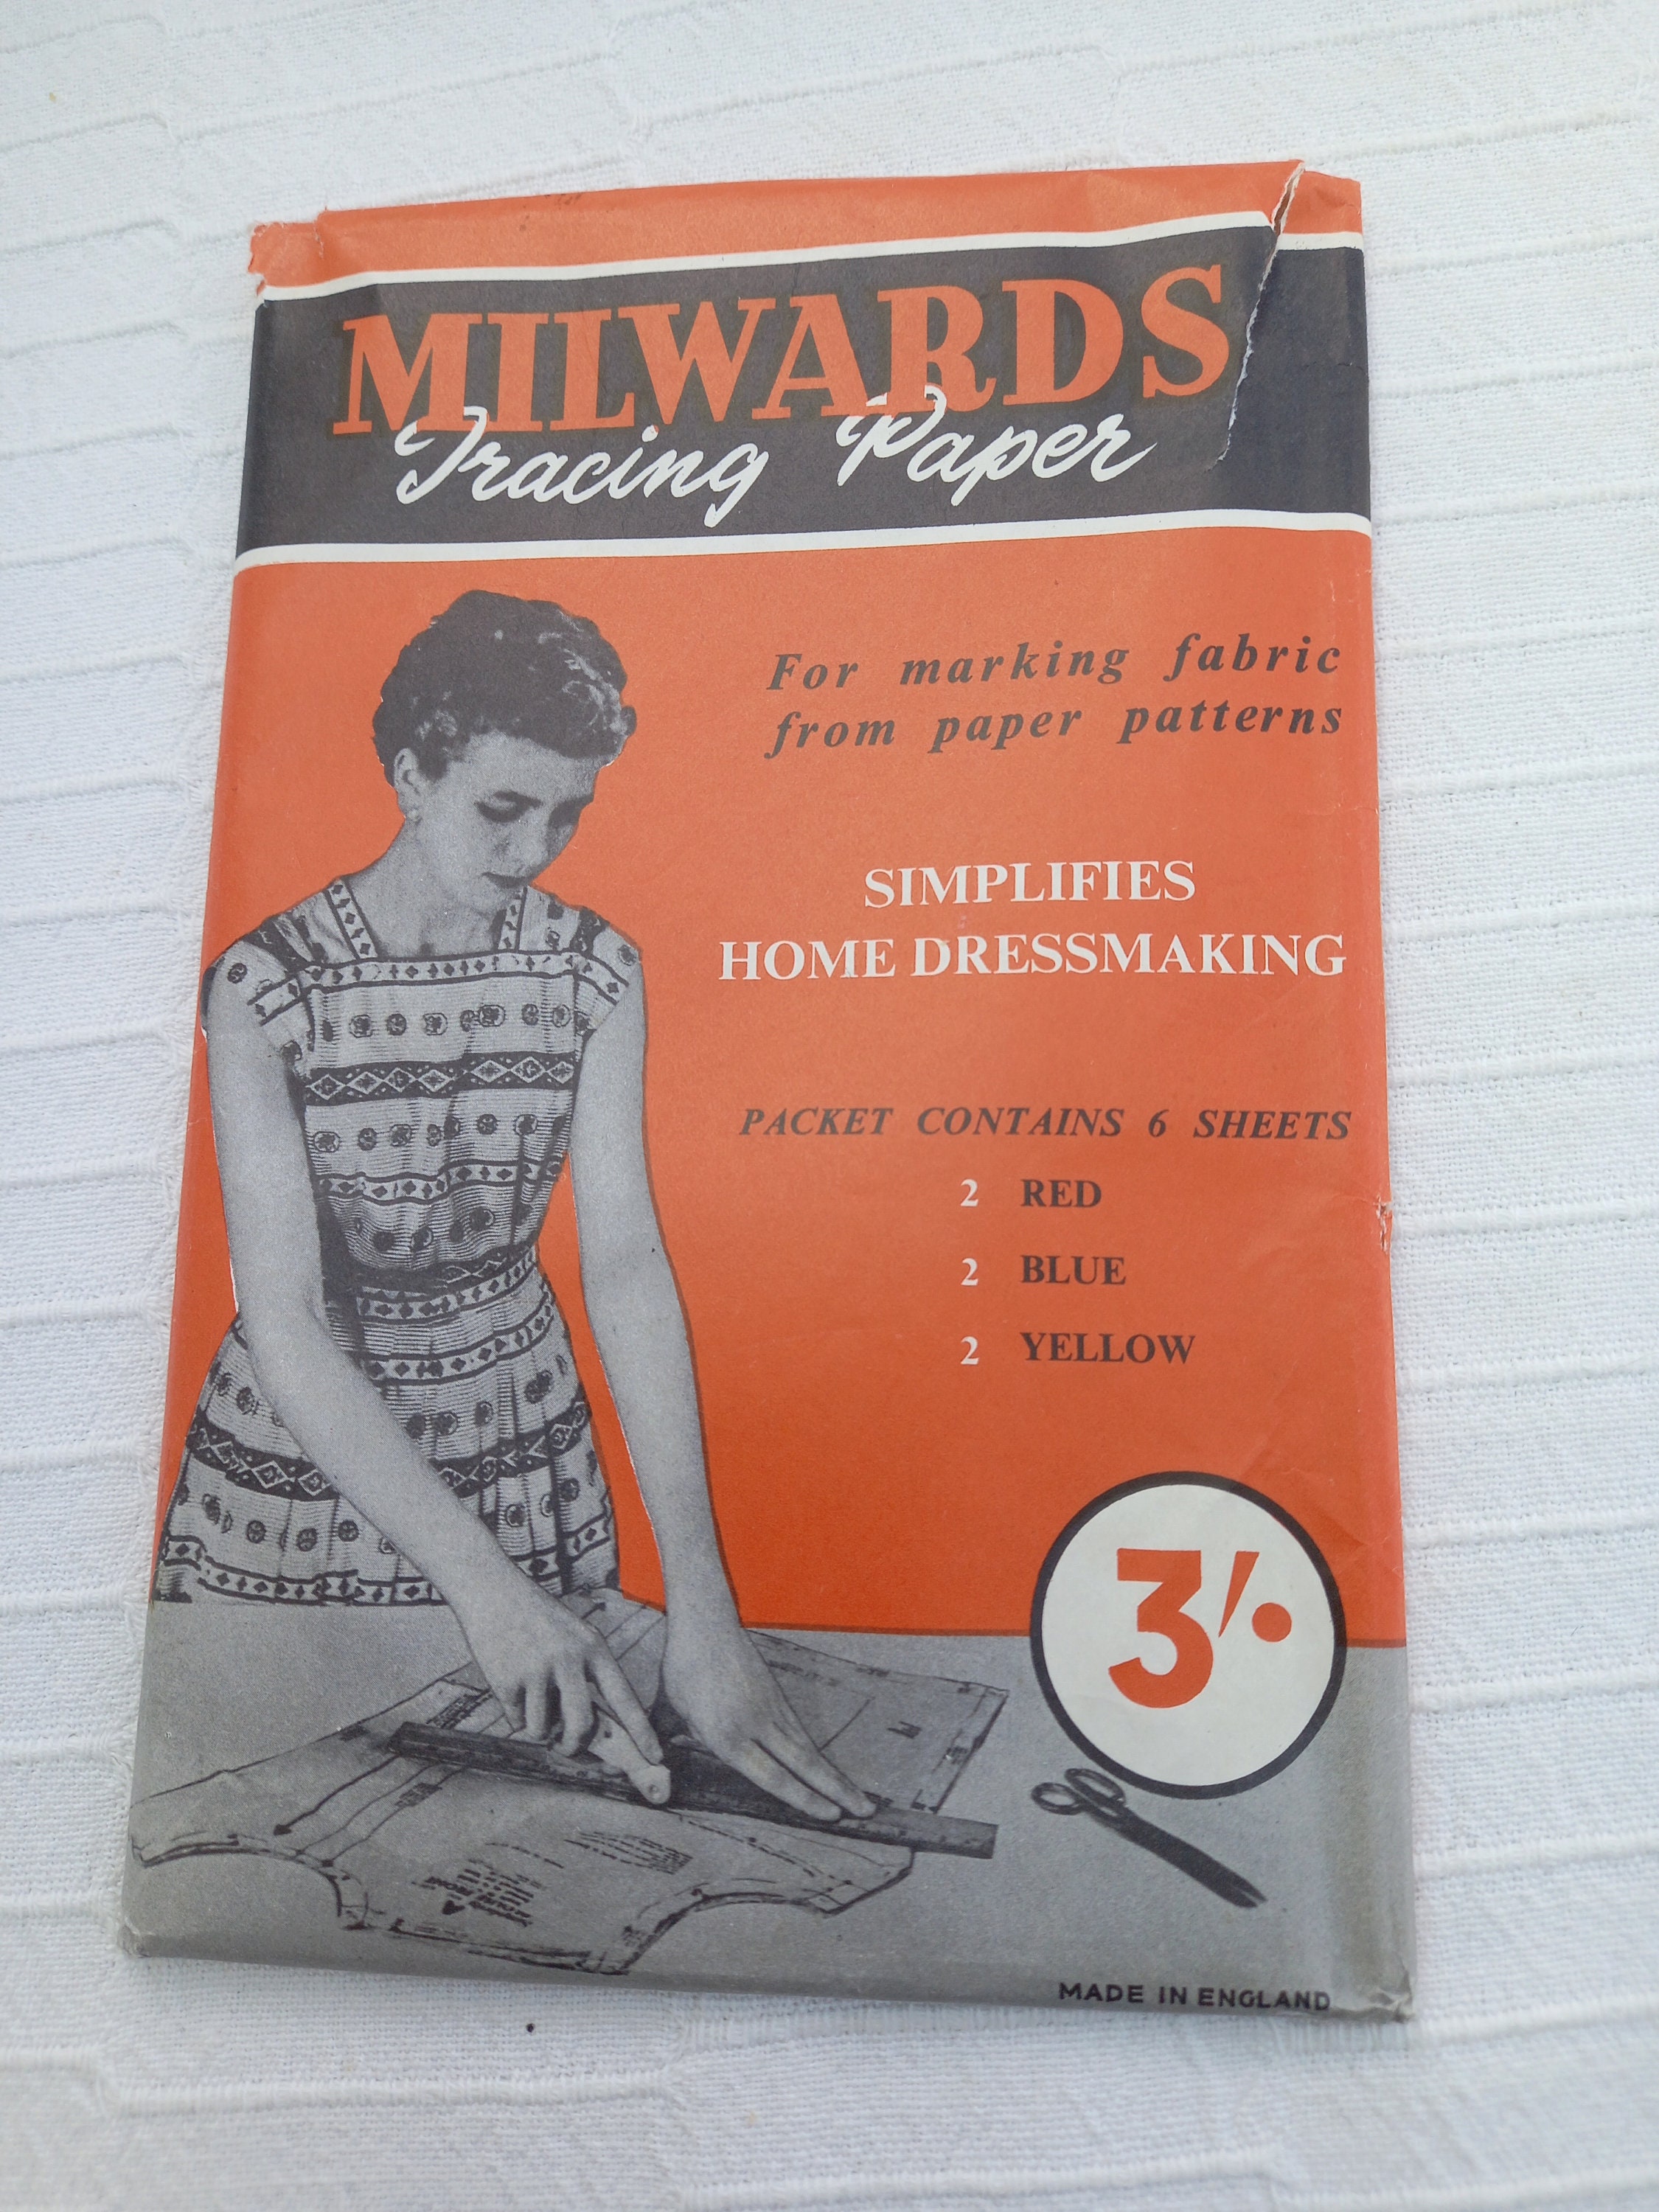 MILWARDS
Tracing Paper
For marking fabric
from paper patterns
SIMPLIFIES
HOME DRESSMAKING
PACKET CONTAINS 6 SHEETS
2 RED
2 BLUE
2 YELLOW
3/•
MADE IN ENGLAND